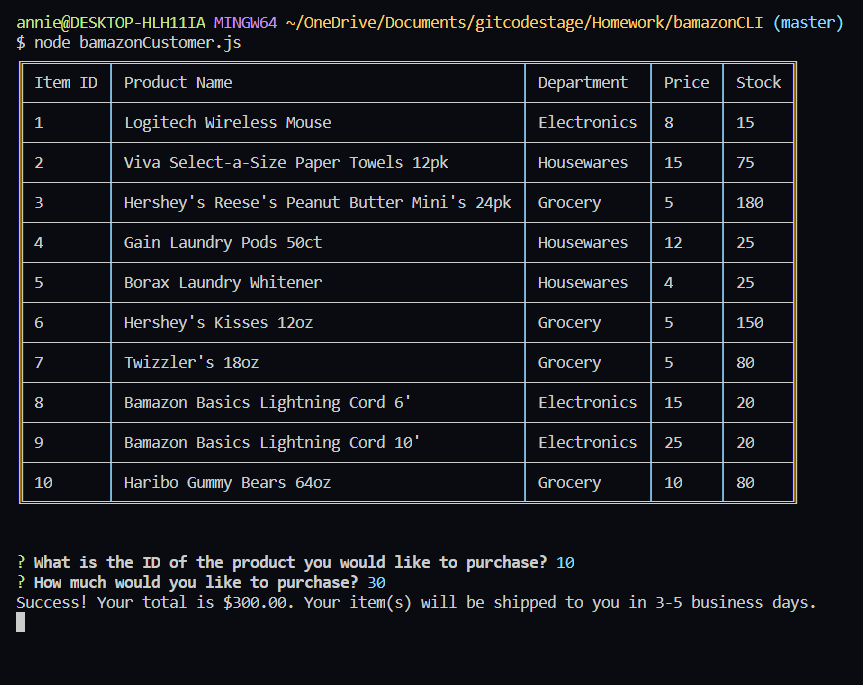 annie@DESKTOP-HLH11IA MINGW64 ~/OneDrive/Documents/gitcodestage/Homework/bamazonCLI (master)
$ node bamazonCustomer.js
Item ID Product Name Department Price Stock
1 Logitech Wireless Mouse Electronics 8 15
2 Viva Select-a-Size Paper Towels 12pk Housewares 15 75
3 Hershey's Reese's Peanut Butter Mini's 24pk Grocery 5 180
4 Gain Laundry Pods 50ct Housewares 12 25
5 Borax Laundry Whitener Housewares 4 25
6 Hershey's Kisses 12oz Grocery 5 150
7 Twizzler's 18oz Grocery 5 80
8 Bamazon Basics Lightning Cord 6' Electronics 15 20
9 Bamazon Basics Lightning Cord 10' Electronics 25 20
10 Haribo Gummy Bears 64oz Grocery 10 80
? What is the ID of the product you would like to purchase? 10
? How much would you like to purchase? 30
Success! Your total is $300.00. Your item(s) will be shipped to you in 3-5 business days.